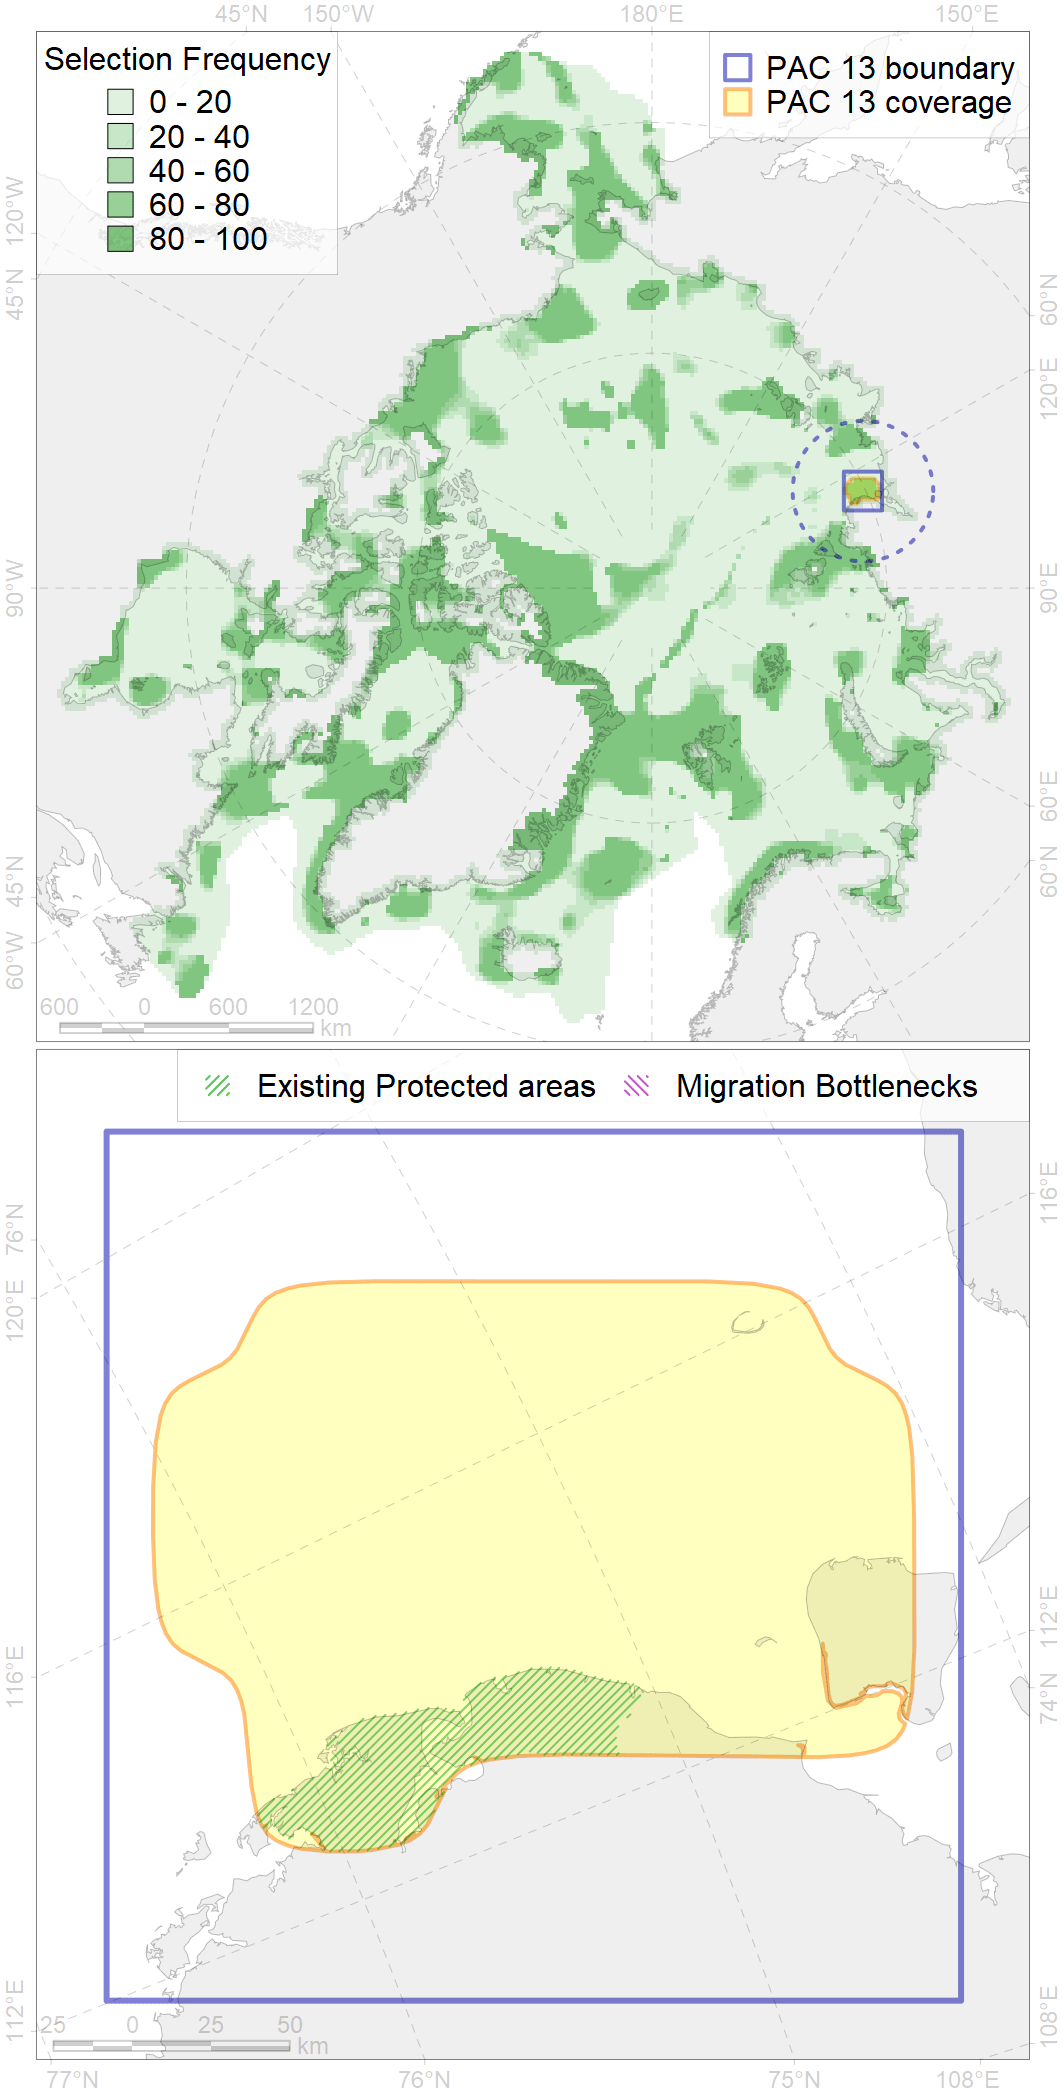 45°N 150°W 180°E 150°E
Selection Frequency
0 - 20
20 - 40
40 - 60
60 - 80
80 - 100
PAC 13 boundary
PAC 13 coverage
120°W
45°N
90°W
45°N
60°W
60°N
120°E
90°E
60°E
60°N
600 0 600 1200
km
Existing Protected areas Migration Bottlenecks
76°N
120°E
116°E
112°E
116°E
112°E
74°N
108°E
25 0 25 50
km
77°N 76°N 75°N 108°E